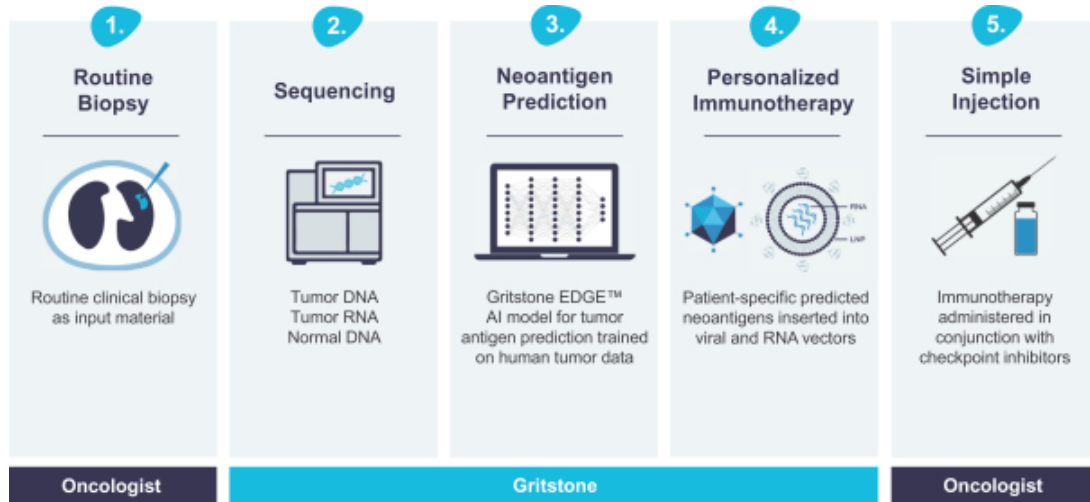 1.
Routine
Biopsy
Routine clinical biopsy
as input material
2.
Sequencing
Tumor DNA
Tumor RNA
Normal DNA
3.
Neoantigen
Prediction
Gritstone EDGE™
AI model for tumor
antigen prediction trained
on human tumor data
4.
Personalized
Immunotherapy
RNA
LNP
Patient-specific predicted
neoantigens inserted into
viral and RNA vectors
5.
Simple
Injection
Immunotherapy
administered in
conjunction with
checkpoint inhibitors
Oncologist
Gritstone
Oncologist